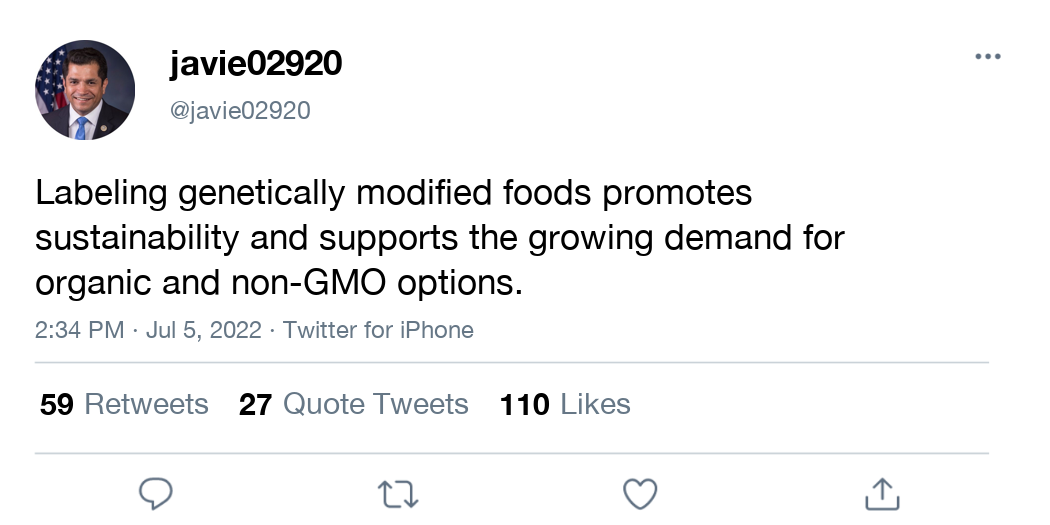 javie02920
@javie02920
Labeling genetically modified foods promotes
sustainability and supports the growing demand for
organic and non-GMO options.
2:34 PM · Jul 5, 2022 · Twitter for iPhone
59 Retweets 27 Quote Tweets 110 Likes